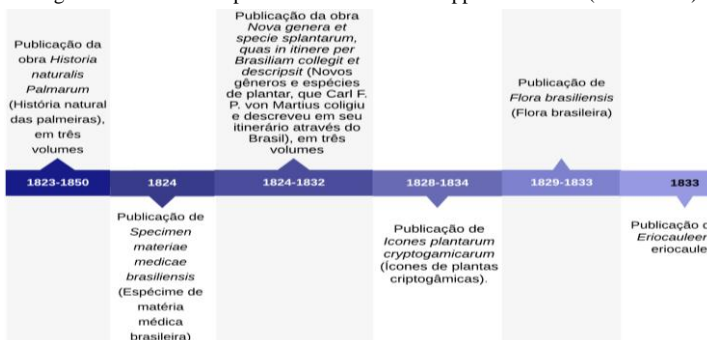 Publicação da
obra Historia
naturalis
Palmarum
(História natural
das palmeiras),
em três
volumes
1823-1850
1824
Publicação de
Specimen
materiae
medicae
brasiliensis
(Espécime de
matéria
médica
brasileira)
Publicação da obra
Nova genera et
specie splantarum,
quas in itinere per
Brasiliam collegit et
descripsit (Novos
gêneros e espécies
de plantar, que Carl F.
P. von Martius coligiu
e descreveu em seu
itinerário através do
Brasil), em três
volumes
1824-1832
1828-1834
Publicação de
Icones plantarum
cryptogamicarum
(Ícones de plantas
criptogâmicas).
Publicação de
Flora brasiliensis
(Flora brasileira)
1829-1833
1833
Publicação